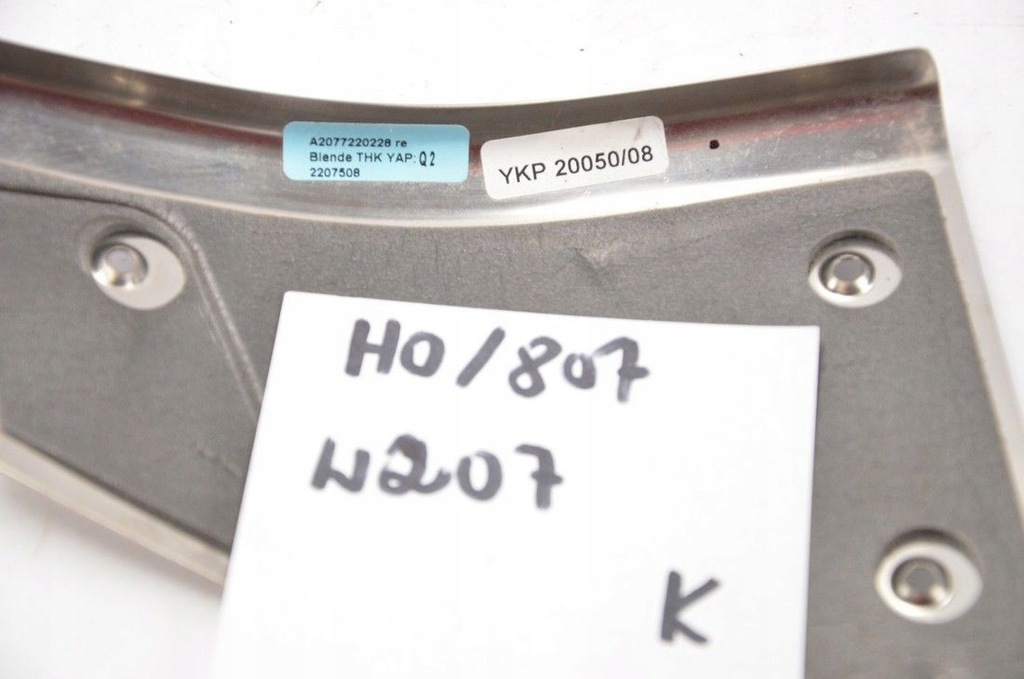 A2077220228 re
Blende THK YAP: Q2
2207508
YKP 20050/08
HO/807
W207
K